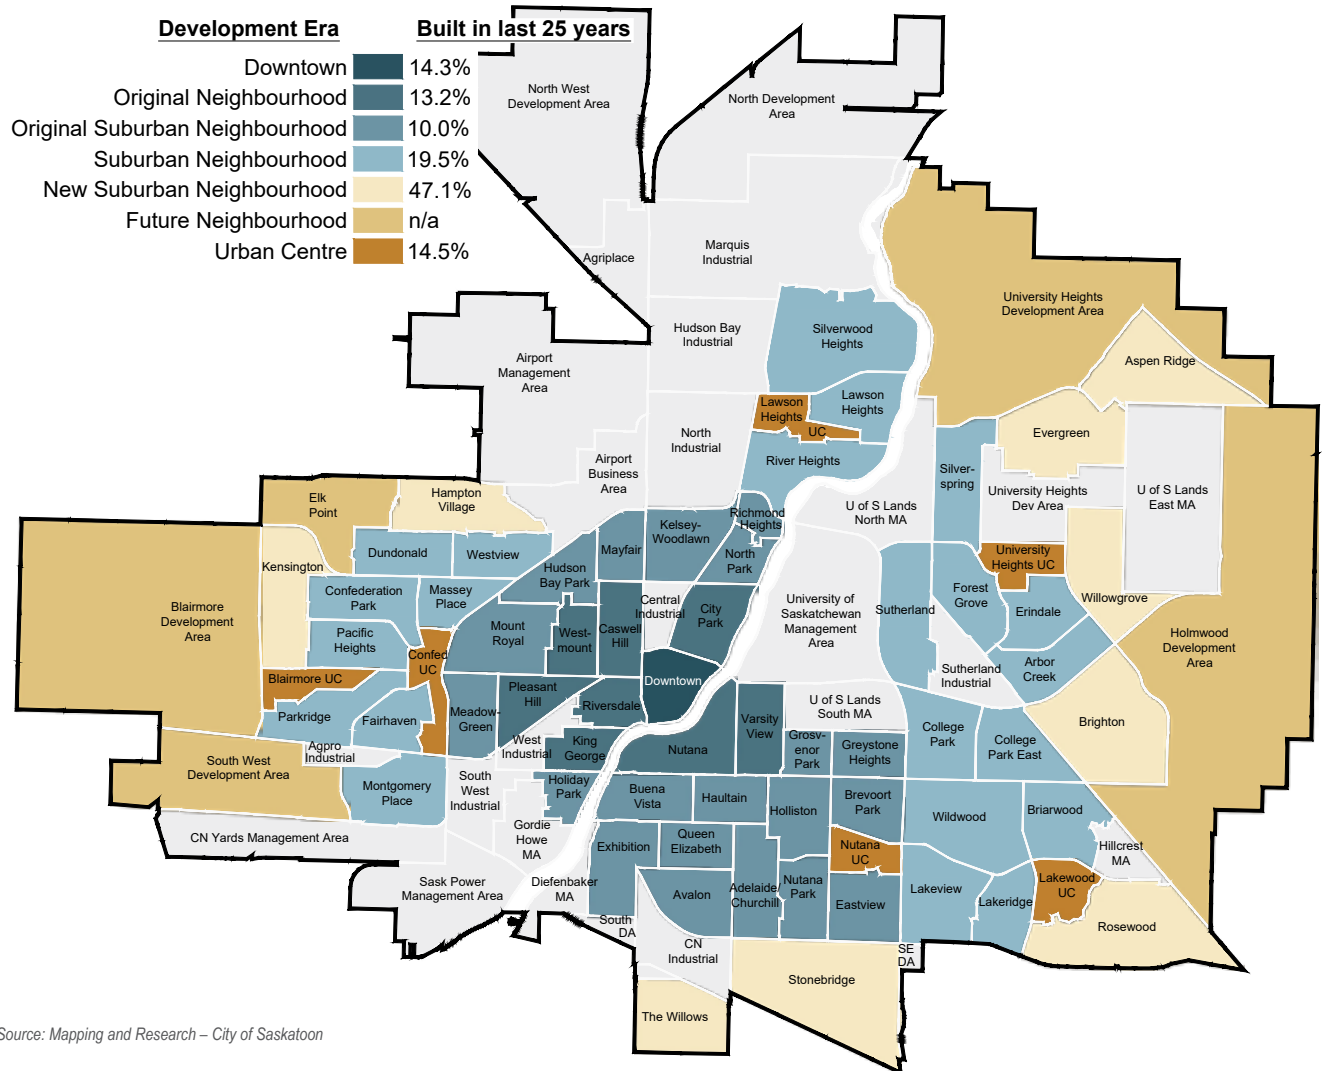 Development Era Built in last 25 years
Downtown 14.3%
Original Neighbourhood 13.2%
Original Suburban Neighbourhood 10.0%
Suburban Neighbourhood 19.5%
New Suburban Neighbourhood 47.1%
Future Neighbourhood n/a
Urban Centre 14.5%
North West
Development Area
North Development
Area
Marquis
Industrial
Agriplace
University Heights
Development Area
Hudson Bay
Industrial
Silverwood
Heights
Airport
Management
Area
Aspen Ridge
Lawson
Heights
UC
Lawson
Heights
North
Industrial
Evergreen
River Heights
Airport
Business
Area
Silver-
spring
University Heights
Dev Area
U of S Lands
East MA
Elk
Point
Hampton
Village
U of S Lands
North MA
Richmond
Heights
Kelsey-
Woodlawn
Mayfair
North
Park
Dundonald
Westview
Kensington
Hudson
Bay Park
University
Heights UC
Confederation
Park
Massey
Place
Central
Industrial
City
Park
University of
Saskatchewan
Management
Area
Sutherland
Forest
Grove
Erindale
Willowgrove
Blairmore
Development
Area
Pacific
Heights
Mount
Royal
West-
mount
Caswell
Hill
Holmwood
Development
Area
Confed
UC
Blairmore UC
Downtown
Sutherland
Industrial
Arbor
Creek
Pleasant
Hill
Riversdale
U of S Lands
South MA
Parkridge
Fairhaven
Meadow-
Green
Varsity
View
College
Park
College
Park East
Brighton
Agpro
Industrial
West
Industrial
King
George
Nutana
Grosv-
enor
Park
Greystone
Heights
South West
Development Area
Montgomery
Place
South
West
Industrial
Holiday
Park
Buena
Vista
Haultain
Holliston
Brevoort
Park
Wildwood
Briarwood
CN Yards Management Area
Gordie
Howe
MA
Exhibition
Queen
Elizabeth
Nutana
UC
Hillcrest
MA
Sask Power
Management Area
Diefenbaker
MA
Avalon
Adelaide/
Churchill
Nutana
Park
Eastview
Lakeview
Lakeridge
Lakewood
UC
South
DA
Rosewood
CN
Industrial
SE
DA
Stonebridge
The Willows
Source: Mapping and Research – City of Saskatoon